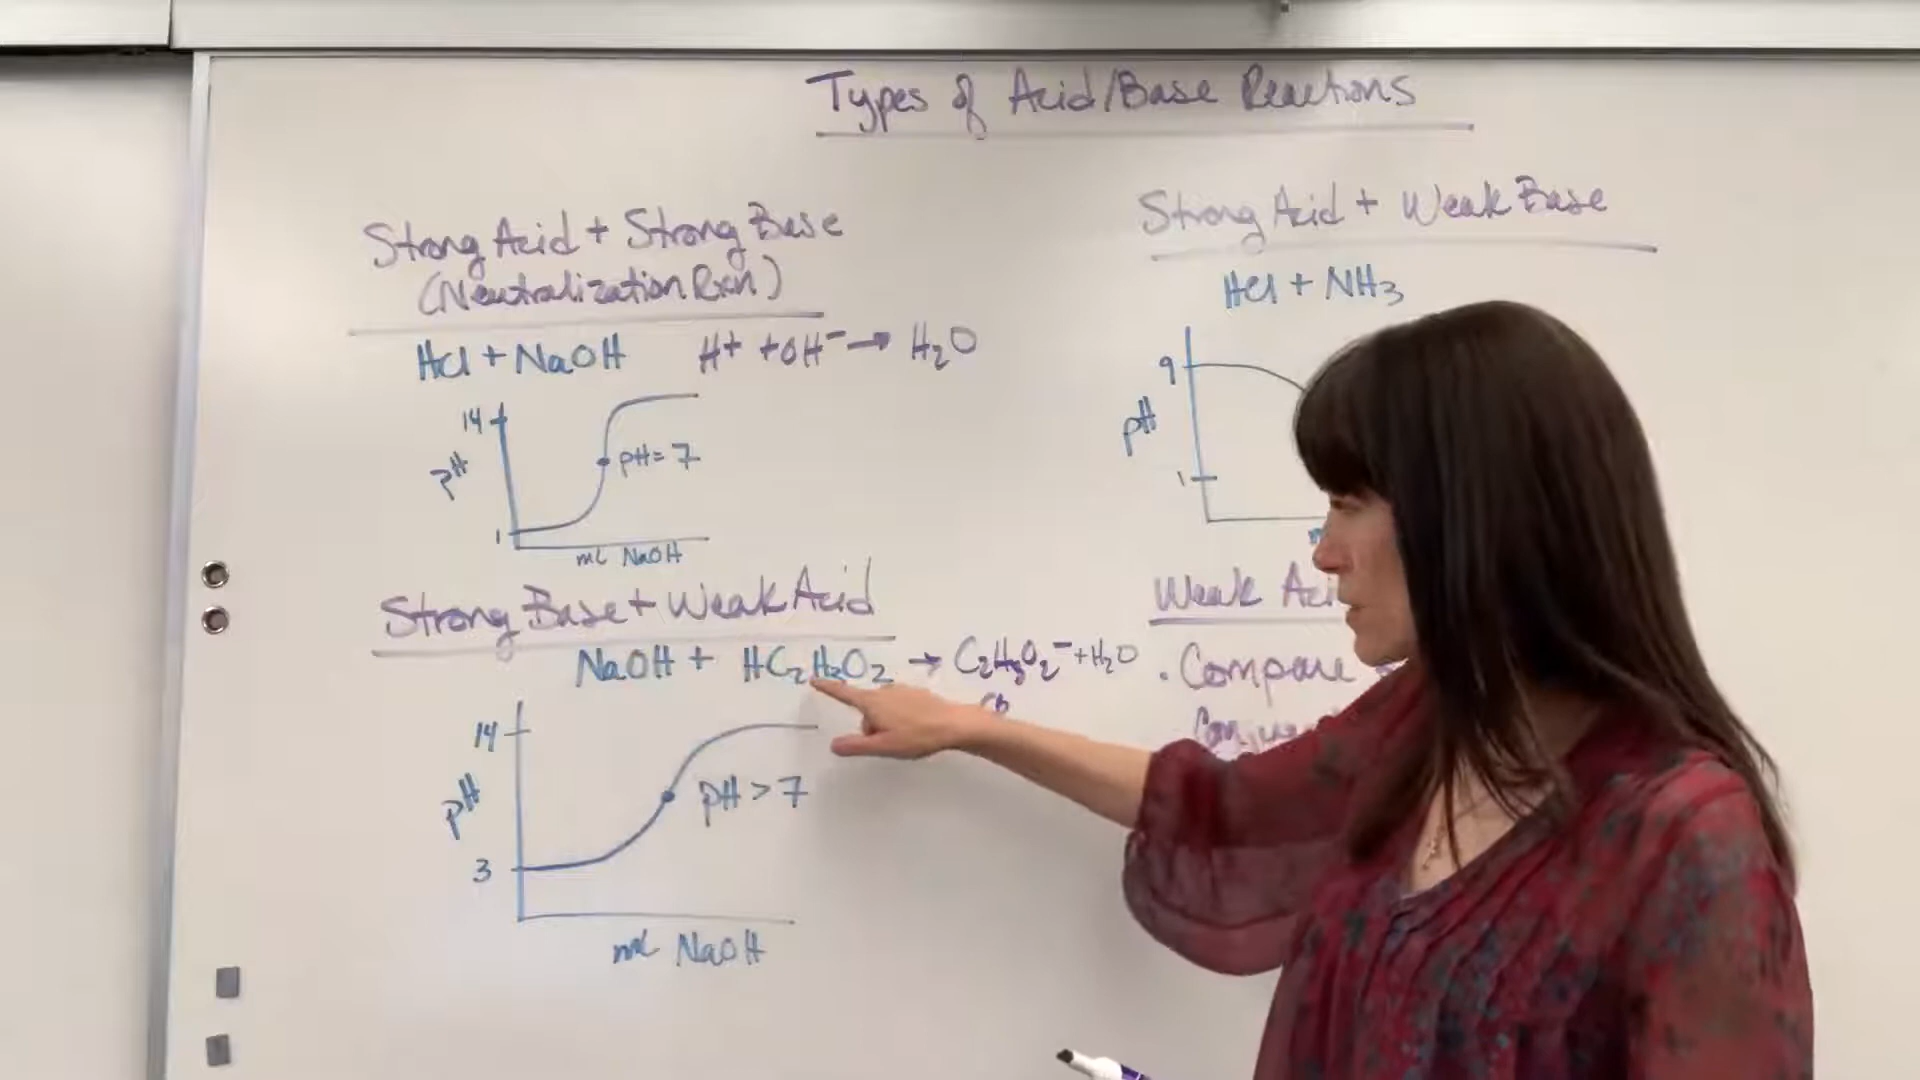 Types of Acid/Base Reactions
Strong Acid + Strong Base
(Neutralization Rxn)
HCl + NaOH H+ + OH- → H2O
14
pH
pH = 7
1
mL NaOH
Strong Base + Weak Acid
NaOH + HC2H3O2 → C2H3O2- + H2O
cb
14
pH
pH > 7
3
mL NaOH
Strong Acid + Weak Base
HCl + NH3
9
pH
1
Weak Aci
· Compare